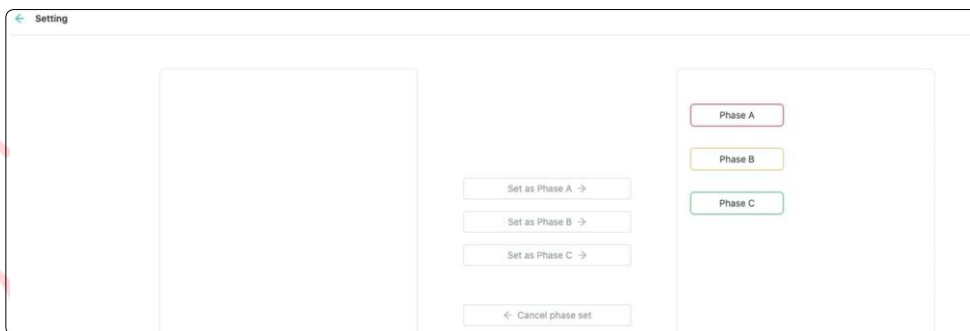 ← Setting
Phase A
Phase B
Set as Phase A →
Phase C
Set as Phase B →
Set as Phase C →
← Cancel phase set